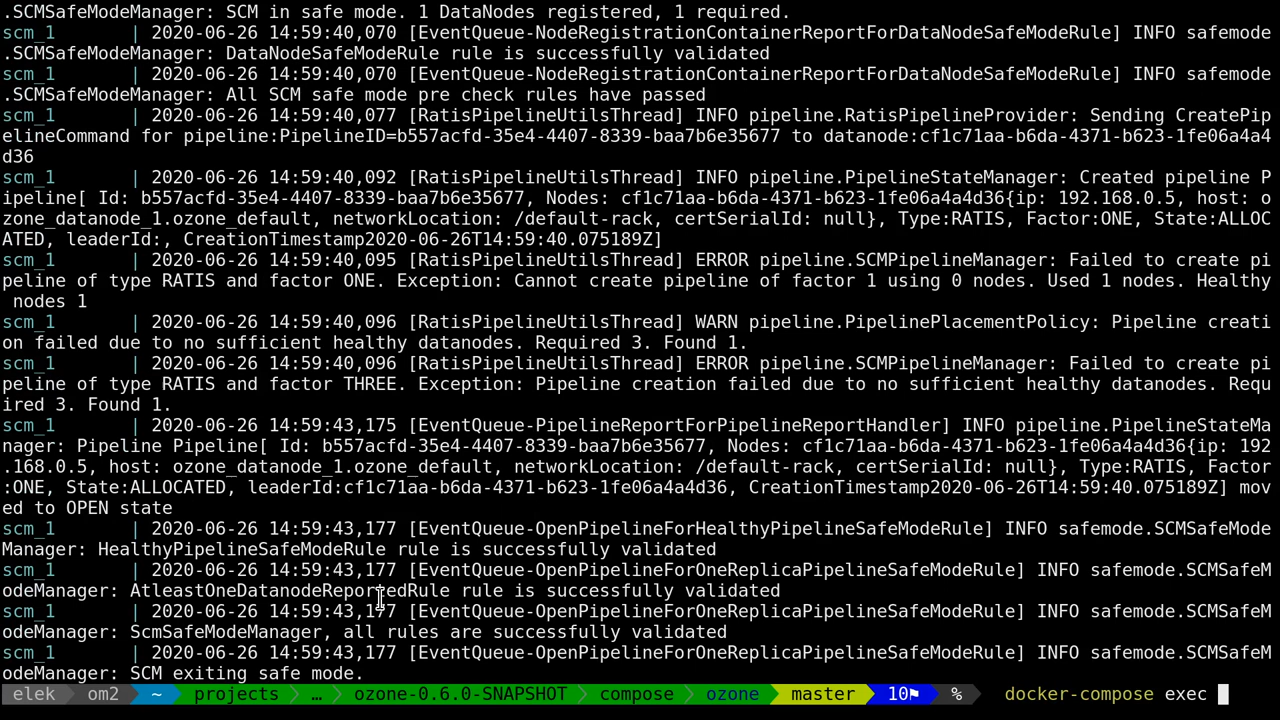 .SCMSafeModeManager: SCM in safe mode. 1 DataNodes registered, 1 required.
scm_1       | 2020-06-26 14:59:40,070 [EventQueue-NodeRegistrationContainerReportForDataNodeSafeModeRule] INFO safemode
.SCMSafeModeManager: DataNodeSafeModeRule rule is successfully validated
scm_1       | 2020-06-26 14:59:40,070 [EventQueue-NodeRegistrationContainerReportForDataNodeSafeModeRule] INFO safemode
.SCMSafeModeManager: All SCM safe mode pre check rules have passed
scm_1       | 2020-06-26 14:59:40,077 [RatisPipelineUtilsThread] INFO pipeline.RatisPipelineProvider: Sending CreatePip
elineCommand for pipeline:PipelineID=b557acfd-35e4-4407-8339-baa7b6e35677 to datanode:cf1c71aa-b6da-4371-b623-1fe06a4a4
d36
scm_1       | 2020-06-26 14:59:40,092 [RatisPipelineUtilsThread] INFO pipeline.PipelineStateManager: Created pipeline P
ipeline[ Id: b557acfd-35e4-4407-8339-baa7b6e35677, Nodes: cf1c71aa-b6da-4371-b623-1fe06a4a4d36{ip: 192.168.0.5, host: o
zone_datanode_1.ozone_default, networkLocation: /default-rack, certSerialId: null}, Type:RATIS, Factor:ONE, State:ALLOC
ATED, leaderId:, CreationTimestamp2020-06-26T14:59:40.075189Z]
scm_1       | 2020-06-26 14:59:40,095 [RatisPipelineUtilsThread] ERROR pipeline.SCMPipelineManager: Failed to create pi
peline of type RATIS and factor ONE. Exception: Cannot create pipeline of factor 1 using 0 nodes. Used 1 nodes. Healthy
 nodes 1
scm_1       | 2020-06-26 14:59:40,096 [RatisPipelineUtilsThread] WARN pipeline.PipelinePlacementPolicy: Pipeline creati
on failed due to no sufficient healthy datanodes. Required 3. Found 1.
scm_1       | 2020-06-26 14:59:40,096 [RatisPipelineUtilsThread] ERROR pipeline.SCMPipelineManager: Failed to create pi
peline of type RATIS and factor THREE. Exception: Pipeline creation failed due to no sufficient healthy datanodes. Requ
ired 3. Found 1.
scm_1       | 2020-06-26 14:59:43,175 [EventQueue-PipelineReportForPipelineReportHandler] INFO pipeline.PipelineStateMa
nager: Pipeline Pipeline[ Id: b557acfd-35e4-4407-8339-baa7b6e35677, Nodes: cf1c71aa-b6da-4371-b623-1fe06a4a4d36{ip: 192
.168.0.5, host: ozone_datanode_1.ozone_default, networkLocation: /default-rack, certSerialId: null}, Type:RATIS, Factor
:ONE, State:ALLOCATED, leaderId:cf1c71aa-b6da-4371-b623-1fe06a4a4d36, CreationTimestamp2020-06-26T14:59:40.075189Z] mov
ed to OPEN state
scm_1       | 2020-06-26 14:59:43,177 [EventQueue-OpenPipelineForHealthyPipelineSafeModeRule] INFO safemode.SCMSafeMode
Manager: HealthyPipelineSafeModeRule rule is successfully validated
scm_1       | 2020-06-26 14:59:43,177 [EventQueue-OpenPipelineForOneReplicaPipelineSafeModeRule] INFO safemode.SCMSafeM
odeManager: AtleastOneDatanodeReportedRule rule is successfully validated
scm_1       | 2020-06-26 14:59:43,177 [EventQueue-OpenPipelineForOneReplicaPipelineSafeModeRule] INFO safemode.SCMSafeM
odeManager: ScmSafeModeManager, all rules are successfully validated
scm_1       | 2020-06-26 14:59:43,177 [EventQueue-OpenPipelineForOneReplicaPipelineSafeModeRule] INFO safemode.SCMSafeM
odeManager: SCM exiting safe mode.
elek om2 ~ projects … ozone-0.6.0-SNAPSHOT compose ozone master 10⚑ % docker-compose exec